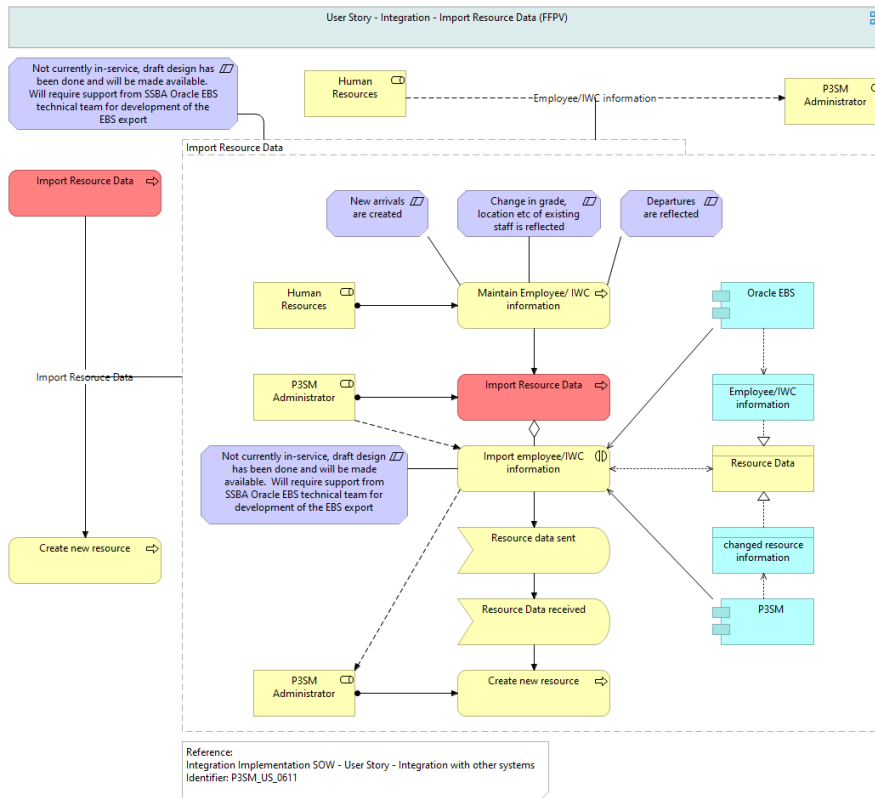 User Story - Integration - Import Resource Data (FFPV)
Not currently in-service, draft design has
been done and will be made available.
Will require support from SSBA Oracle EBS
technical team for development of the
EBS export
Human
Resources
Employee/IWC information
P3SM
Administrator
Import Resource Data
Import Resource Data
New arrivals
are created
Change in grade,
location etc of existing
staff is reflected
Departures
are reflected
Human
Resources
Maintain Employee/ IWC
information
Oracle EBS
Import Resoruce Data
P3SM
Administrator
Import Resource Data
Employee/IWC
information
Not currently in-service, draft design
has been done and will be made
available.  Will require support from
SSBA Oracle EBS technical team for
development of the EBS export
Import employee/IWC
information
Resource Data
Resource data sent
changed resource
information
Create new resource
Resource Data received
P3SM
P3SM
Administrator
Create new resource
Reference:
Integration Implementation SOW - User Story - Integration with other systems
Identifier: P3SM_US_0611